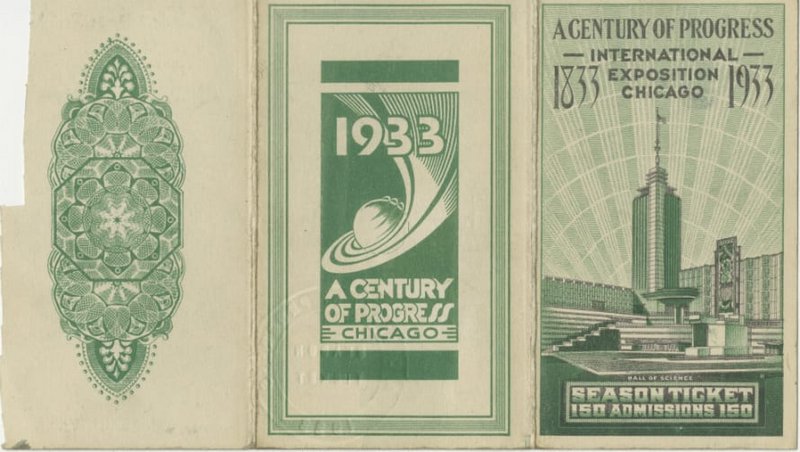 1933
A CENTURY
OF PROGRESS
CHICAGO
A CENTURY OF PROGRESS
INTERNATIONAL
1833 EXPOSITION 1933
CHICAGO
HALL OF SCIENCE
SEASON TICKET
150 ADMISSIONS 150